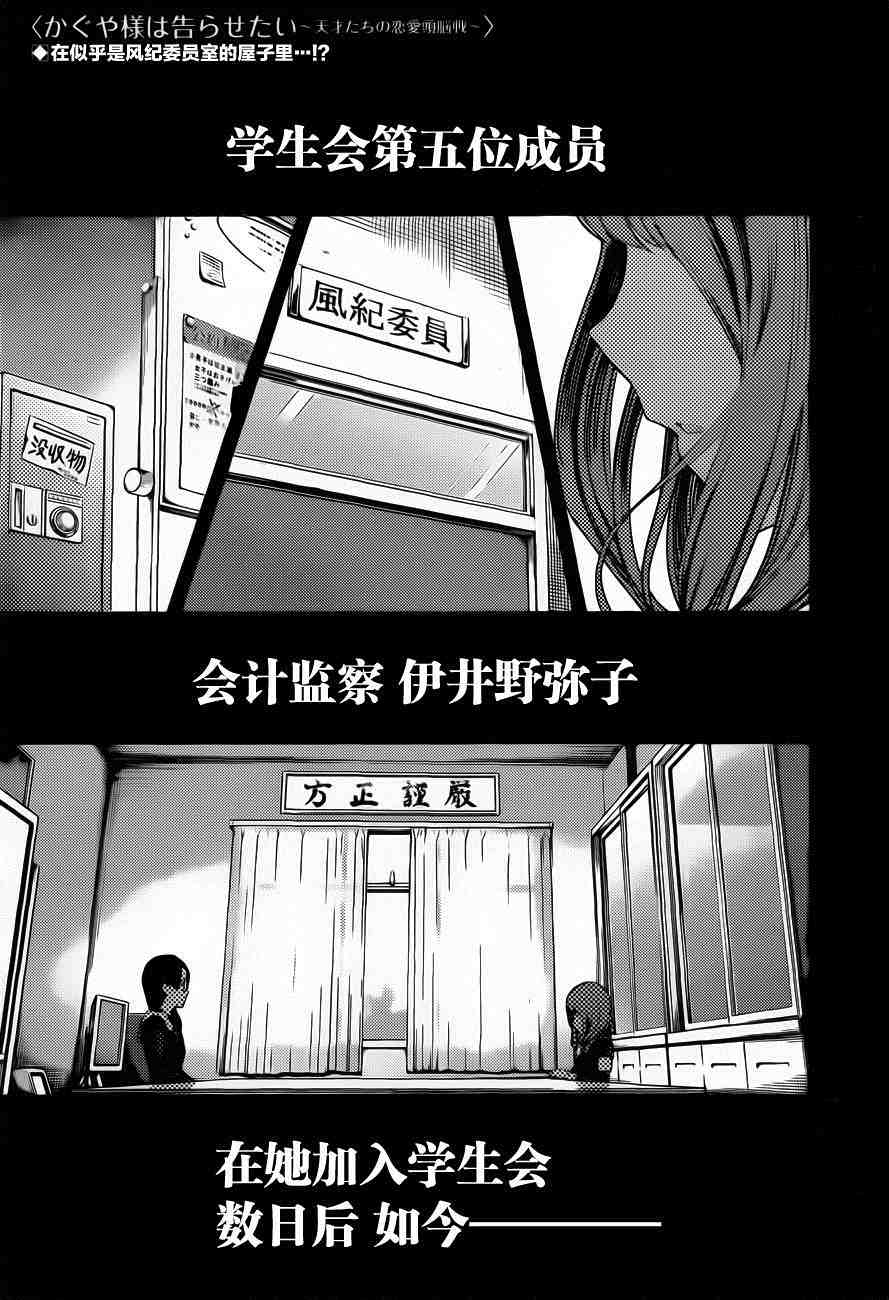 〈かぐや様は告らせたい～天才たちの恋愛頭脳戦～〉
◆在似乎是风纪委员室的屋子里…!?
学生会第五位成员
風紀委員
没収物
会计监察 伊井野弥子
方正謹厳
在她加入学生会
数日后 如今————